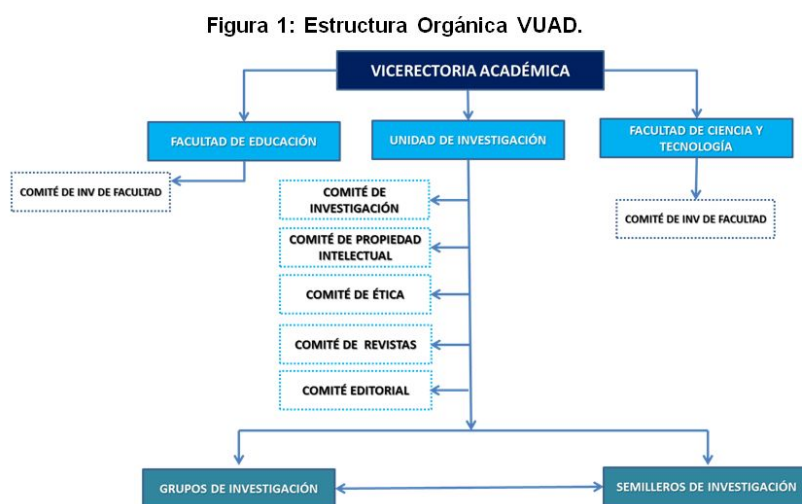 Figura 1: Estructura Orgánica VUAD.
VICERECTORIA ACADÉMICA
FACULTAD DE EDUCACIÓN
UNIDAD DE INVESTIGACIÓN
FACULTAD DE CIENCIA Y
TECNOLOGÍA
COMITÉ DE INV DE FACULTAD
COMITÉ DE
INVESTIGACIÓN
COMITÉ DE INV DE FACULTAD
COMITÉ DE PROPIEDAD
INTELECTUAL
COMITÉ DE ÉTICA
COMITÉ DE REVISTAS
COMITÉ EDITORIAL
GRUPOS DE INVESTIGACIÓN
SEMILLEROS DE INVESTIGACIÓN